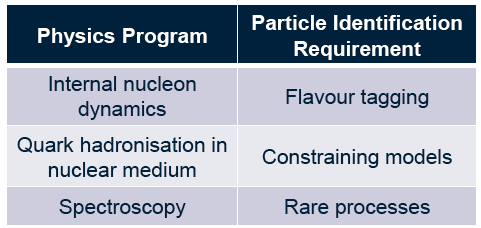 Physics Program
Particle Identification
Requirement
Internal nucleon
dynamics
Flavour tagging
Quark hadronisation in
nuclear medium
Constraining models
Spectroscopy
Rare processes